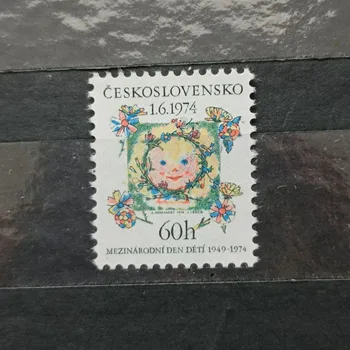 ČESKOSLOVENSKO
1.6.1974
60h
MEZINÁRODNÍ DEN DĚTÍ 1949-1974